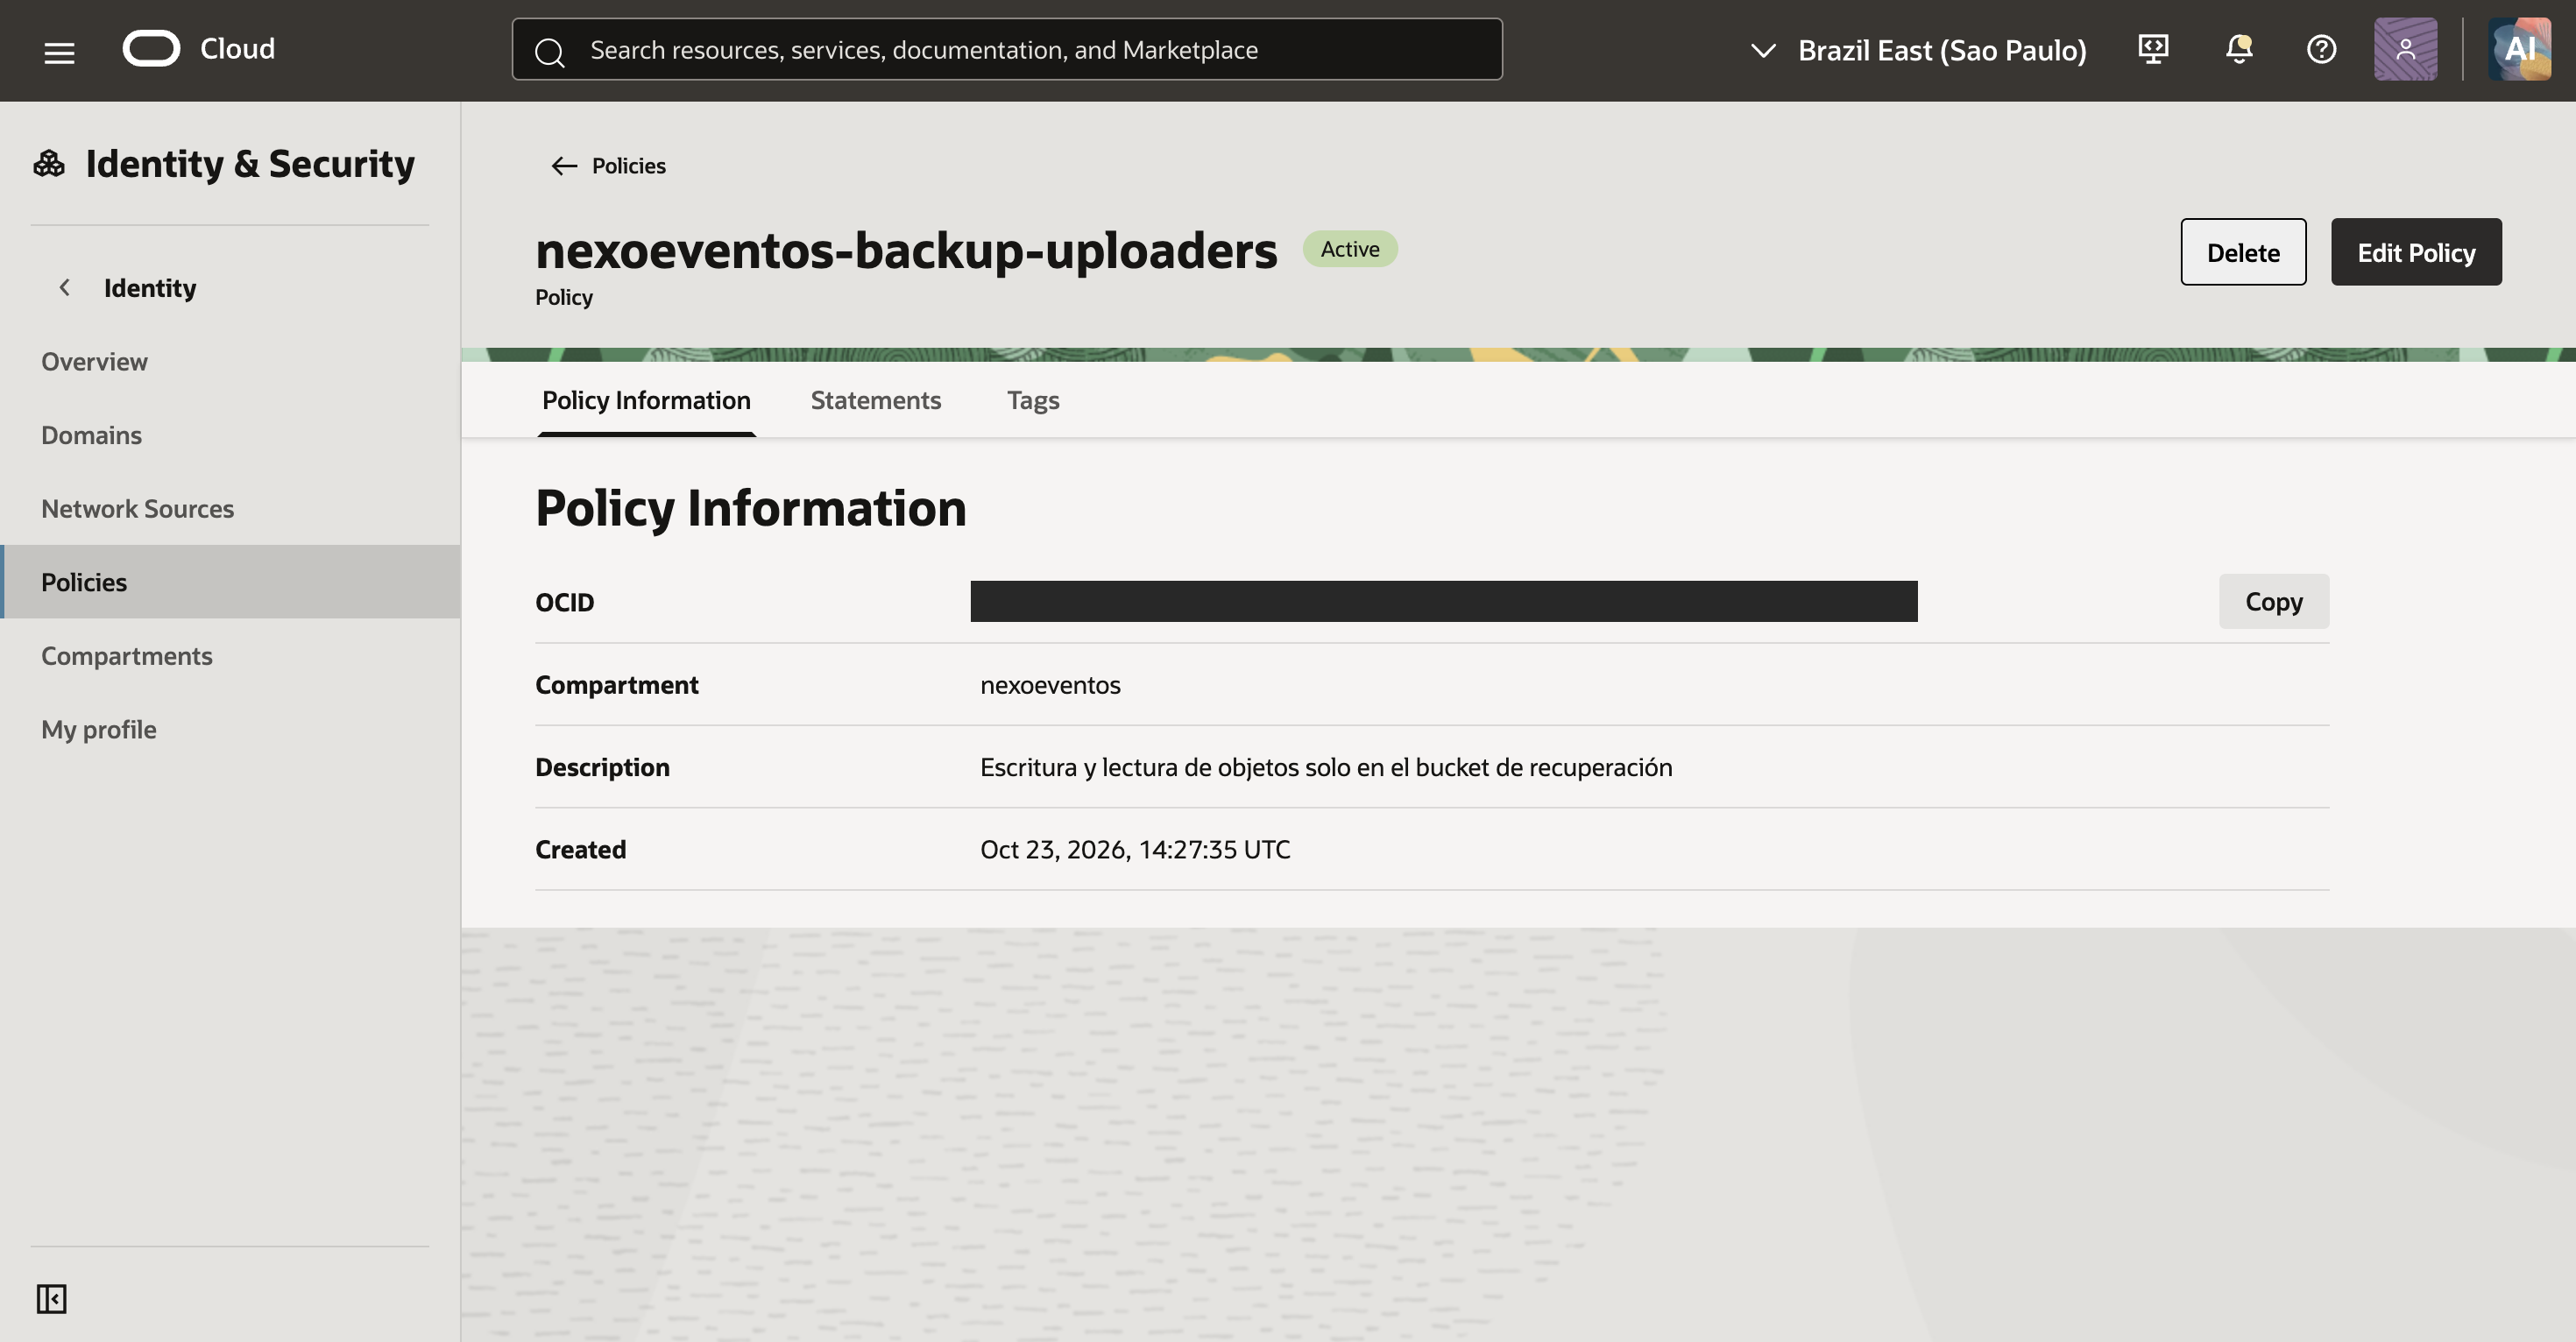 Cloud
Search resources, services, documentation, and Marketplace
Brazil East (Sao Paulo)
AI
Identity & Security
Identity
Overview
Domains
Network Sources
Policies
Compartments
My profile
Policies
nexoeventos-backup-uploaders
Active
Policy
Delete
Edit Policy
Policy Information
Statements
Tags
Policy Information
OCID
Copy
Compartment
nexoeventos
Description
Escritura y lectura de objetos solo en el bucket de recuperación
Created
Oct 23, 2026, 14:27:35 UTC